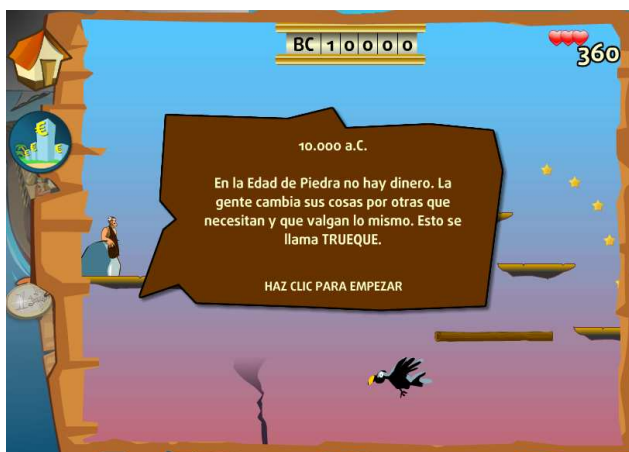 BC 10000
360
10.000 a.C.
En la Edad de Piedra no hay dinero. La
gente cambia sus cosas por otras que
necesitan y que valgan lo mismo. Esto se
llama TRUEQUE.
HAZ CLIC PARA EMPEZAR